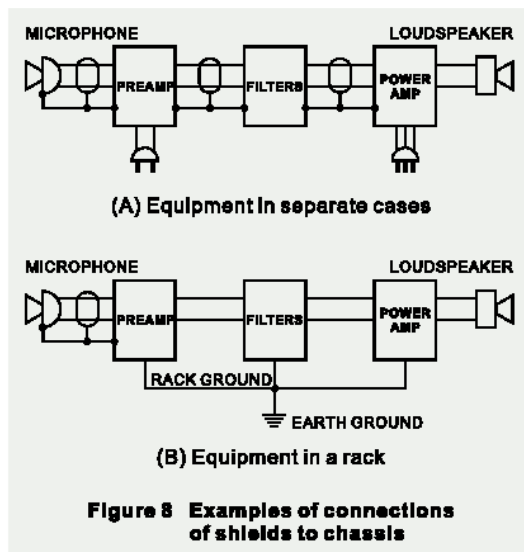 MICROPHONE LOUDSPEAKER
PREAMP FILTERS POWER AMP
(A) Equipment in separate cases
MICROPHONE LOUDSPEAKER
PREAMP FILTERS POWER AMP
RACK GROUND
EARTH GROUND
(B) Equipment in a rack
Figure 8 Examples of connections
of shields to chassis